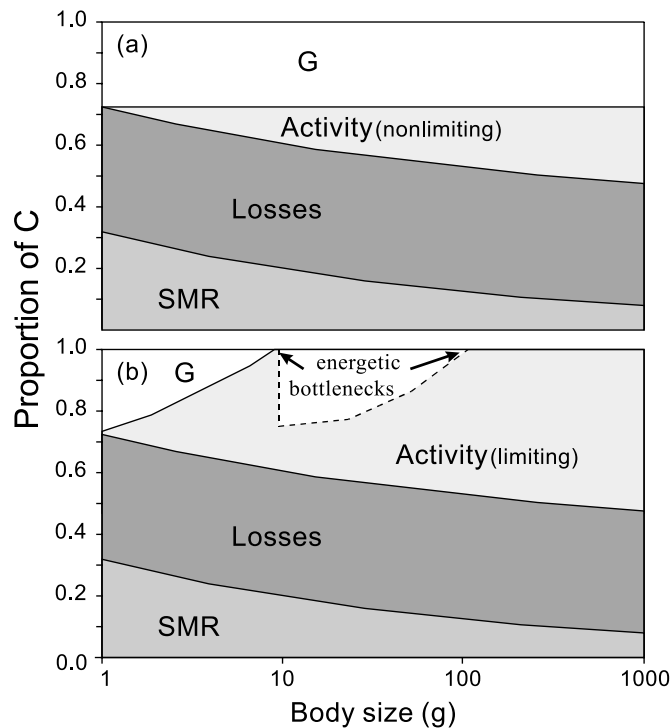 Proportion of C
1.0
(a)
G
0.8
0.6
Activity (nonlimiting)
Losses
0.4
0.2
SMR
1.0
(b)
G
energetic
bottlenecks
0.8
0.6
Activity (limiting)
0.4
Losses
0.2
SMR
0.0
1
10
100
1000
Body size (g)